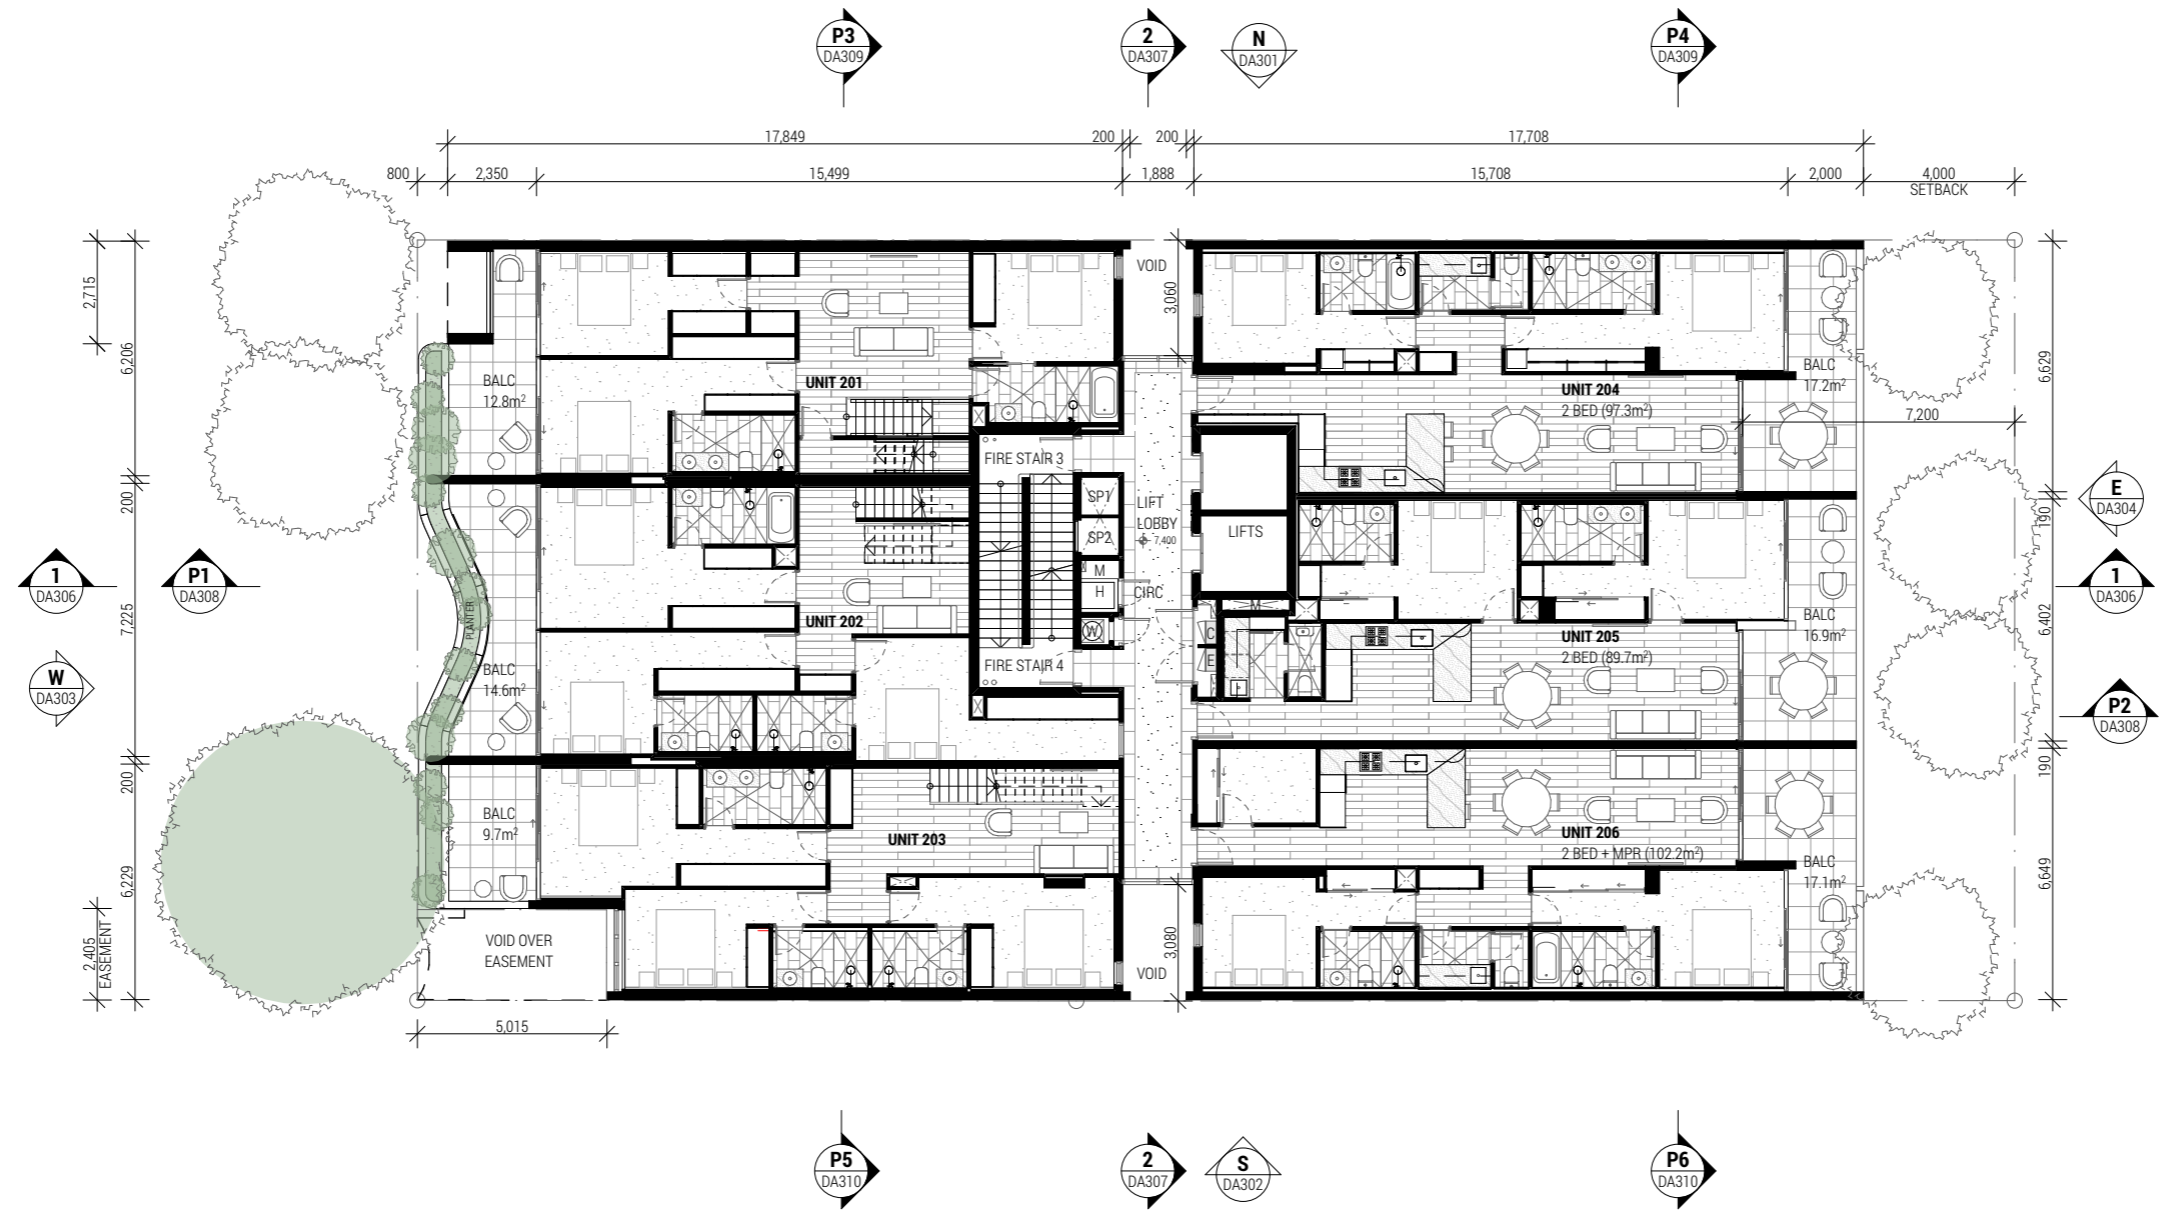 P3
DA309
2
DA307
N
DA301
P4
DA309
17,849
200
200
17,708
800
2,350
15,499
1,888
15,708
2,000
4,000
SETBACK
2,715
6,206
200
7,225
200
6,229
2,405
EASEMENT
VOID
3,060
BALC
12.8m²
UNIT 201
UNIT 204
2 BED (97.3m²)
BALC
17.2m²
6,629
7,200
FIRE STAIR 3
SP1
SP2
LIFT
LOBBY
7,400
LIFTS
E
DA304
190
1
DA306
P1
DA308
M
H
CIRC
M
1
DA306
PLANTER
UNIT 202
W
C
E
UNIT 205
2 BED (89.7m²)
BALC
16.9m²
6,402
W
DA303
BALC
14.6m²
FIRE STAIR 4
P2
DA308
190
BALC
9.7m²
UNIT 203
UNIT 206
2 BED + MPR (102.2m²)
BALC
17.1m²
6,649
VOID OVER
EASEMENT
3,080
VOID
5,015
P5
DA310
2
DA307
S
DA302
P6
DA310